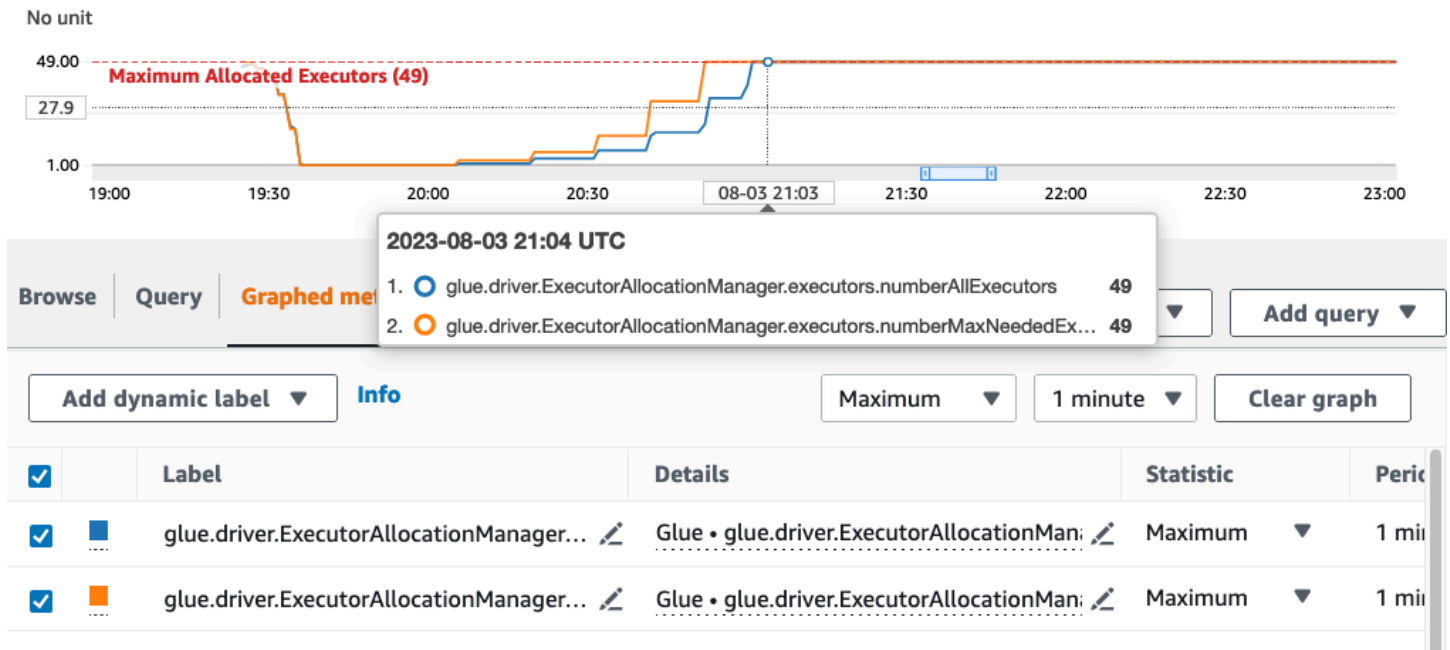 No unit
49.00
Maximum Allocated Executors (49)
27.9
1.00
19:00 19:30 20:00 20:30 08-03 21:03 21:30 22:00 22:30 23:00
2023-08-03 21:04 UTC
1. glue.driver.ExecutorAllocationManager.executors.numberAllExecutors 49
2. glue.driver.ExecutorAllocationManager.executors.numberMaxNeededEx... 49
Browse Query Graphed met Add query
Add dynamic label Info Maximum 1 minute Clear graph
Label Details Statistic Peric
glue.driver.ExecutorAllocationManager... Glue • glue.driver.ExecutorAllocationMan Maximum 1 mi
glue.driver.ExecutorAllocationManager... Glue • glue.driver.ExecutorAllocationMan Maximum 1 mi